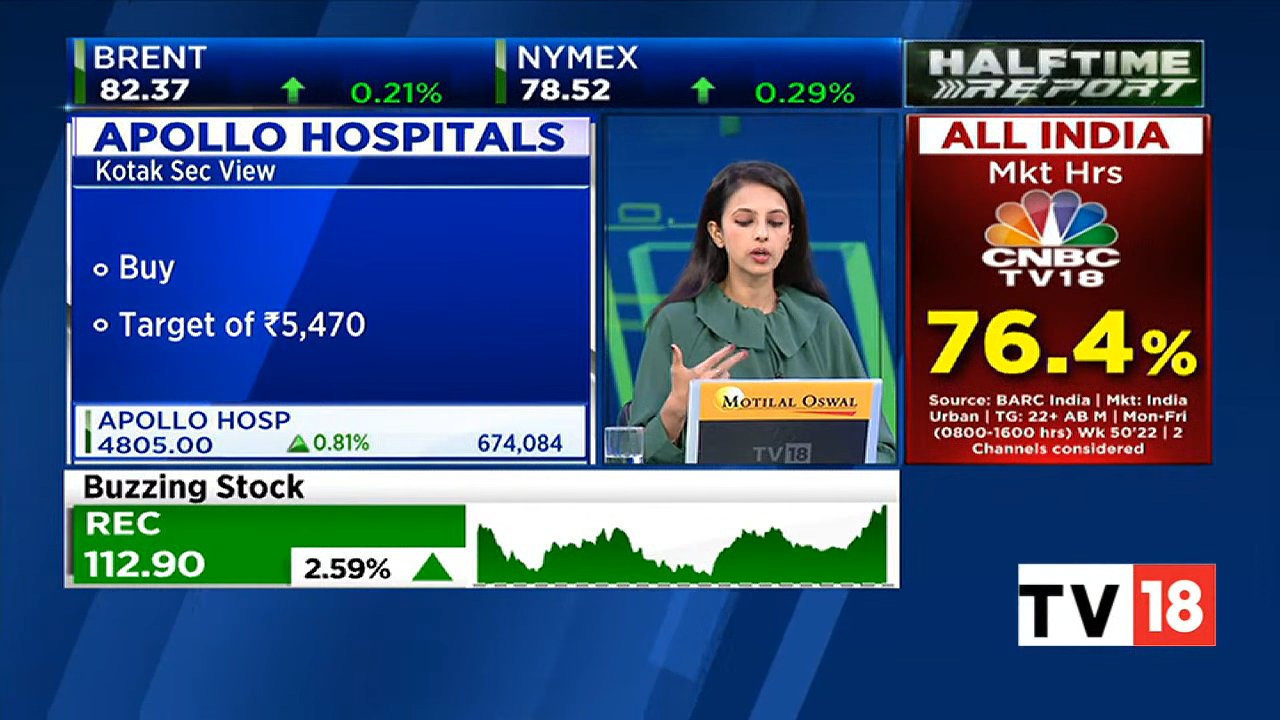 BRENT
82.37 0.21%
NYMEX
78.52 0.29%
HALFTIME
REPORT
APOLLO HOSPITALS
Kotak Sec View
Buy
Target of ₹5,470
APOLLO HOSP
4805.00 0.81% 674,084
MOTILAL OSWAL
TV18
ALL INDIA
Mkt Hrs
CNBC
TV18
76.4%
Source: BARC India | Mkt: India
Urban | TG: 22+ AB M | Mon-Fri
(0800-1600 hrs) Wk 50'22 | 2
Channels considered
Buzzing Stock
REC
112.90 2.59%
TV18